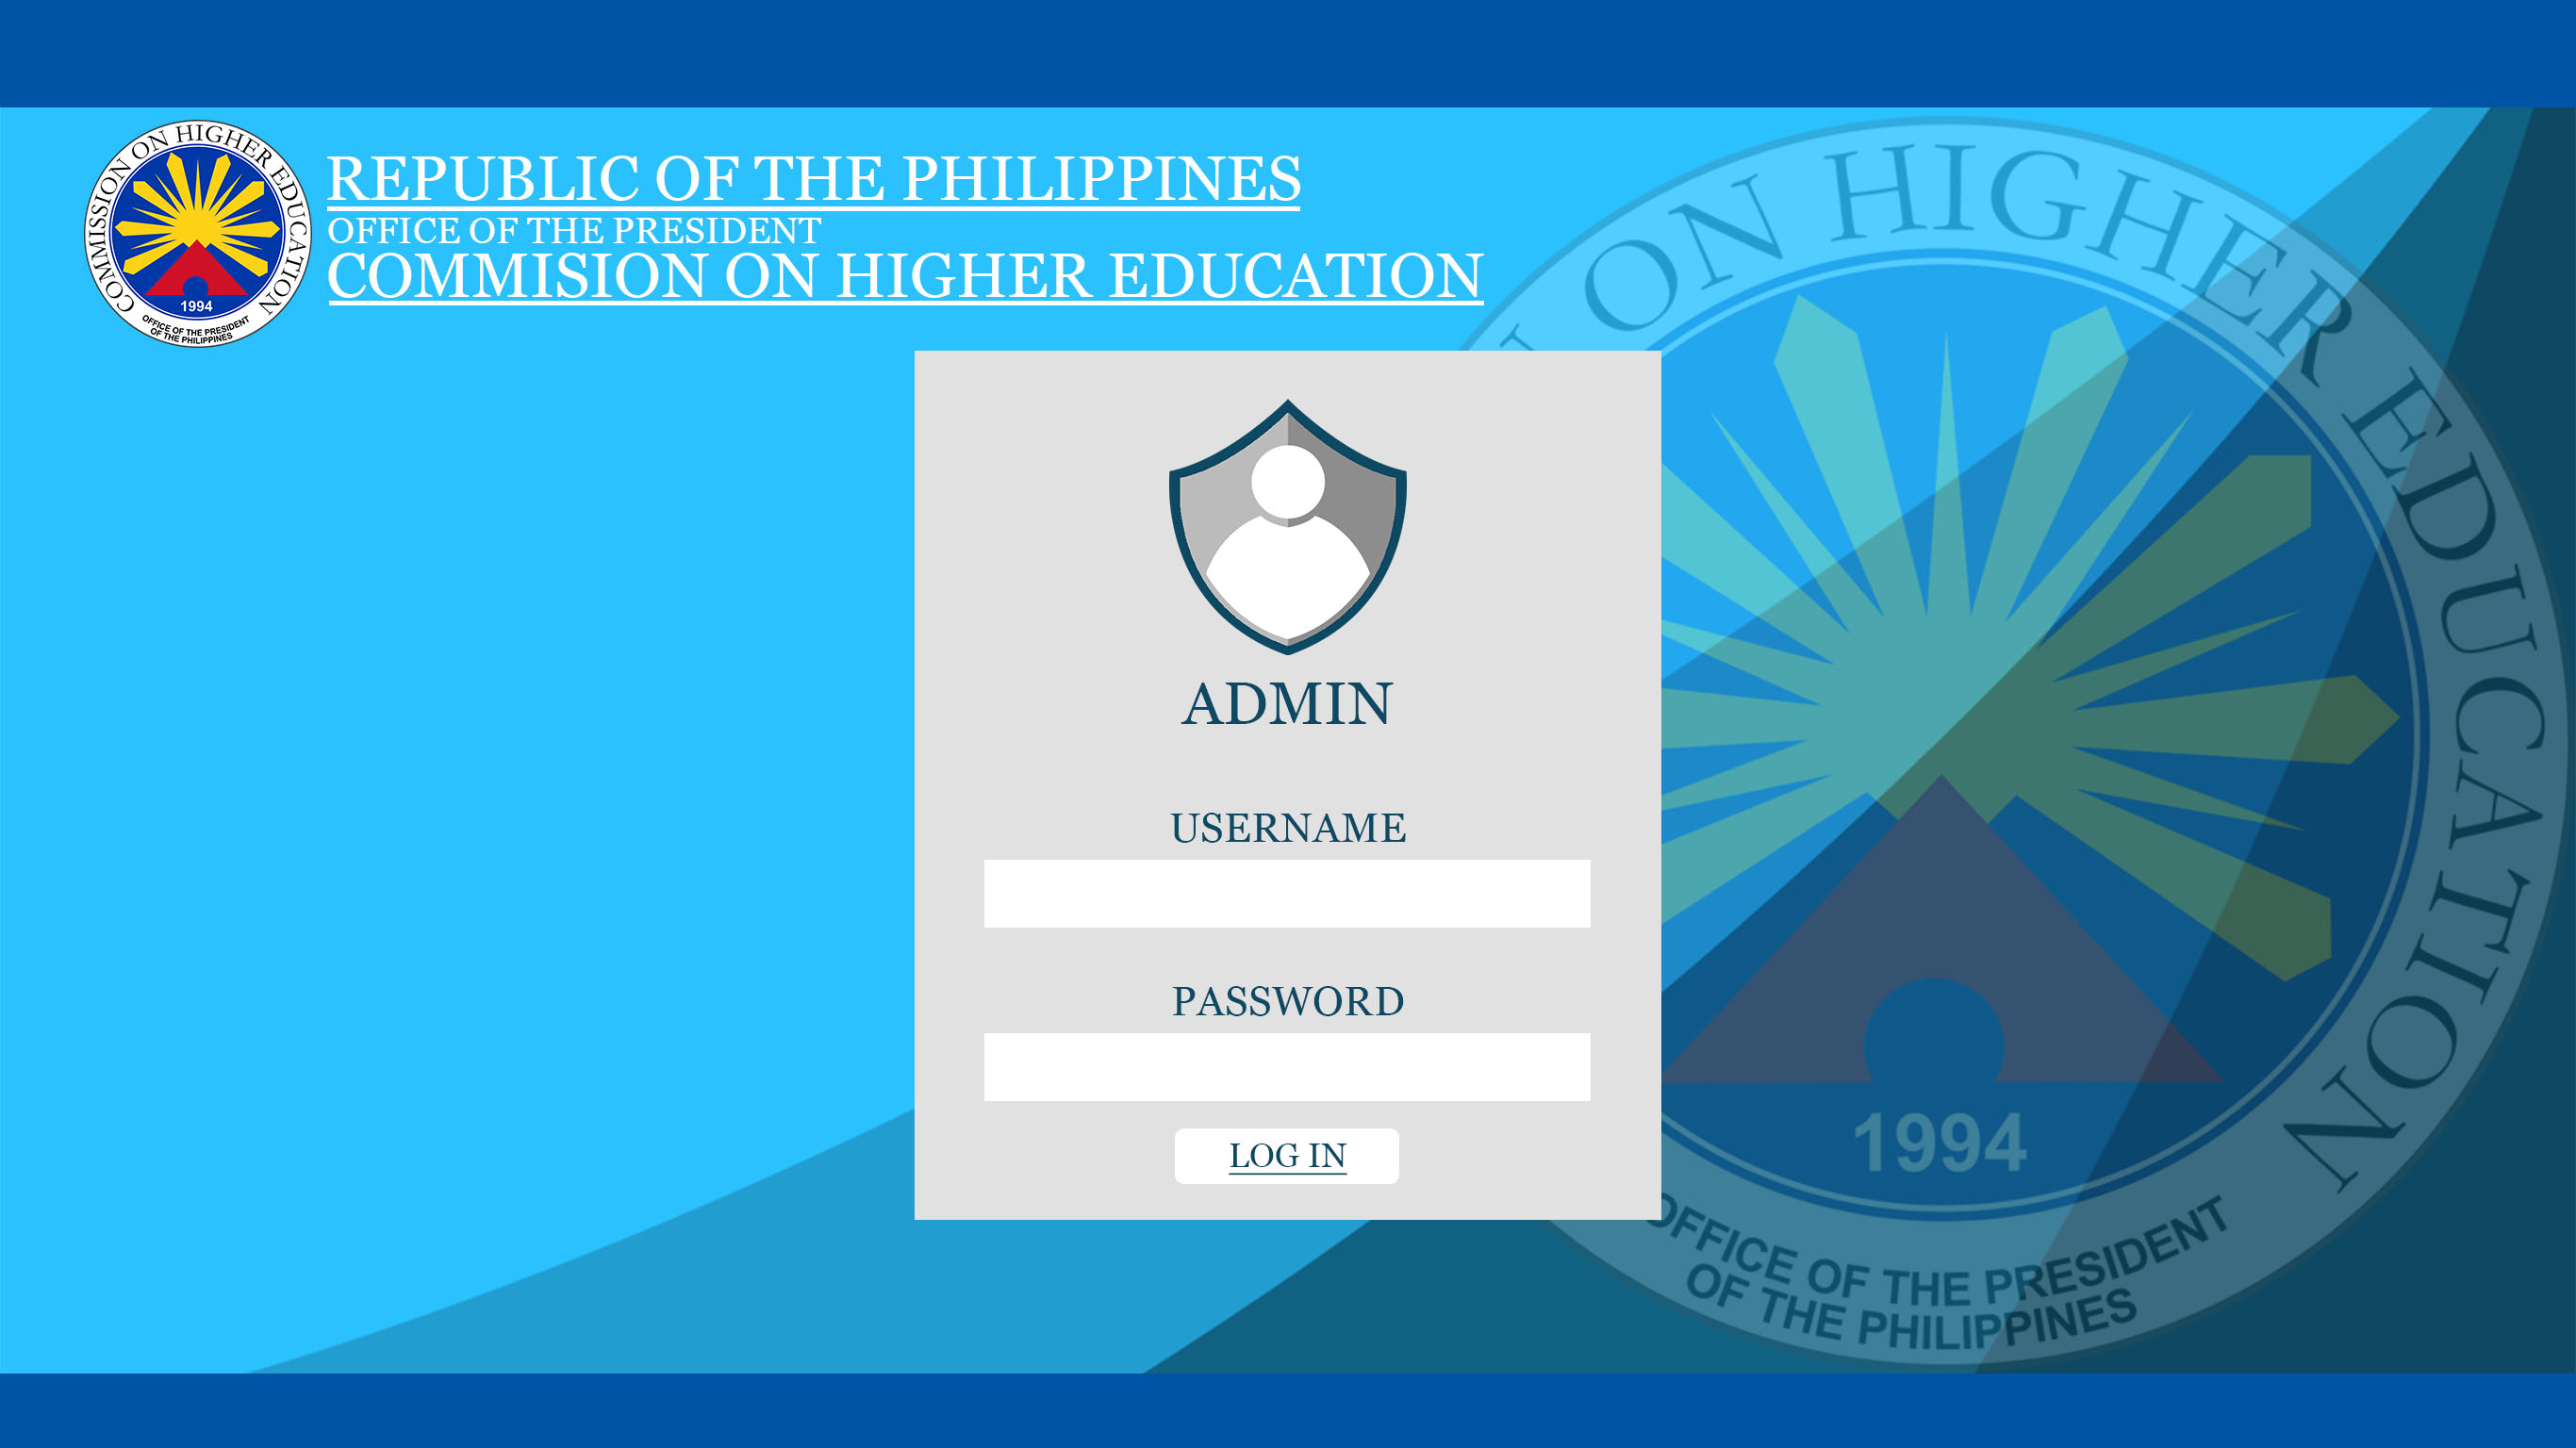 COMMISSION ON HIGHER EDUCATION
1994
OFFICE OF THE PRESIDENT
OF THE PHILIPPINES
REPUBLIC OF THE PHILIPPINES
OFFICE OF THE PRESIDENT
COMMISION ON HIGHER EDUCATION
ADMIN
USERNAME
PASSWORD
LOG IN
N ON HIGHER EDUCATION
1994
OFFICE OF THE PRESIDENT
OF THE PHILIPPINES